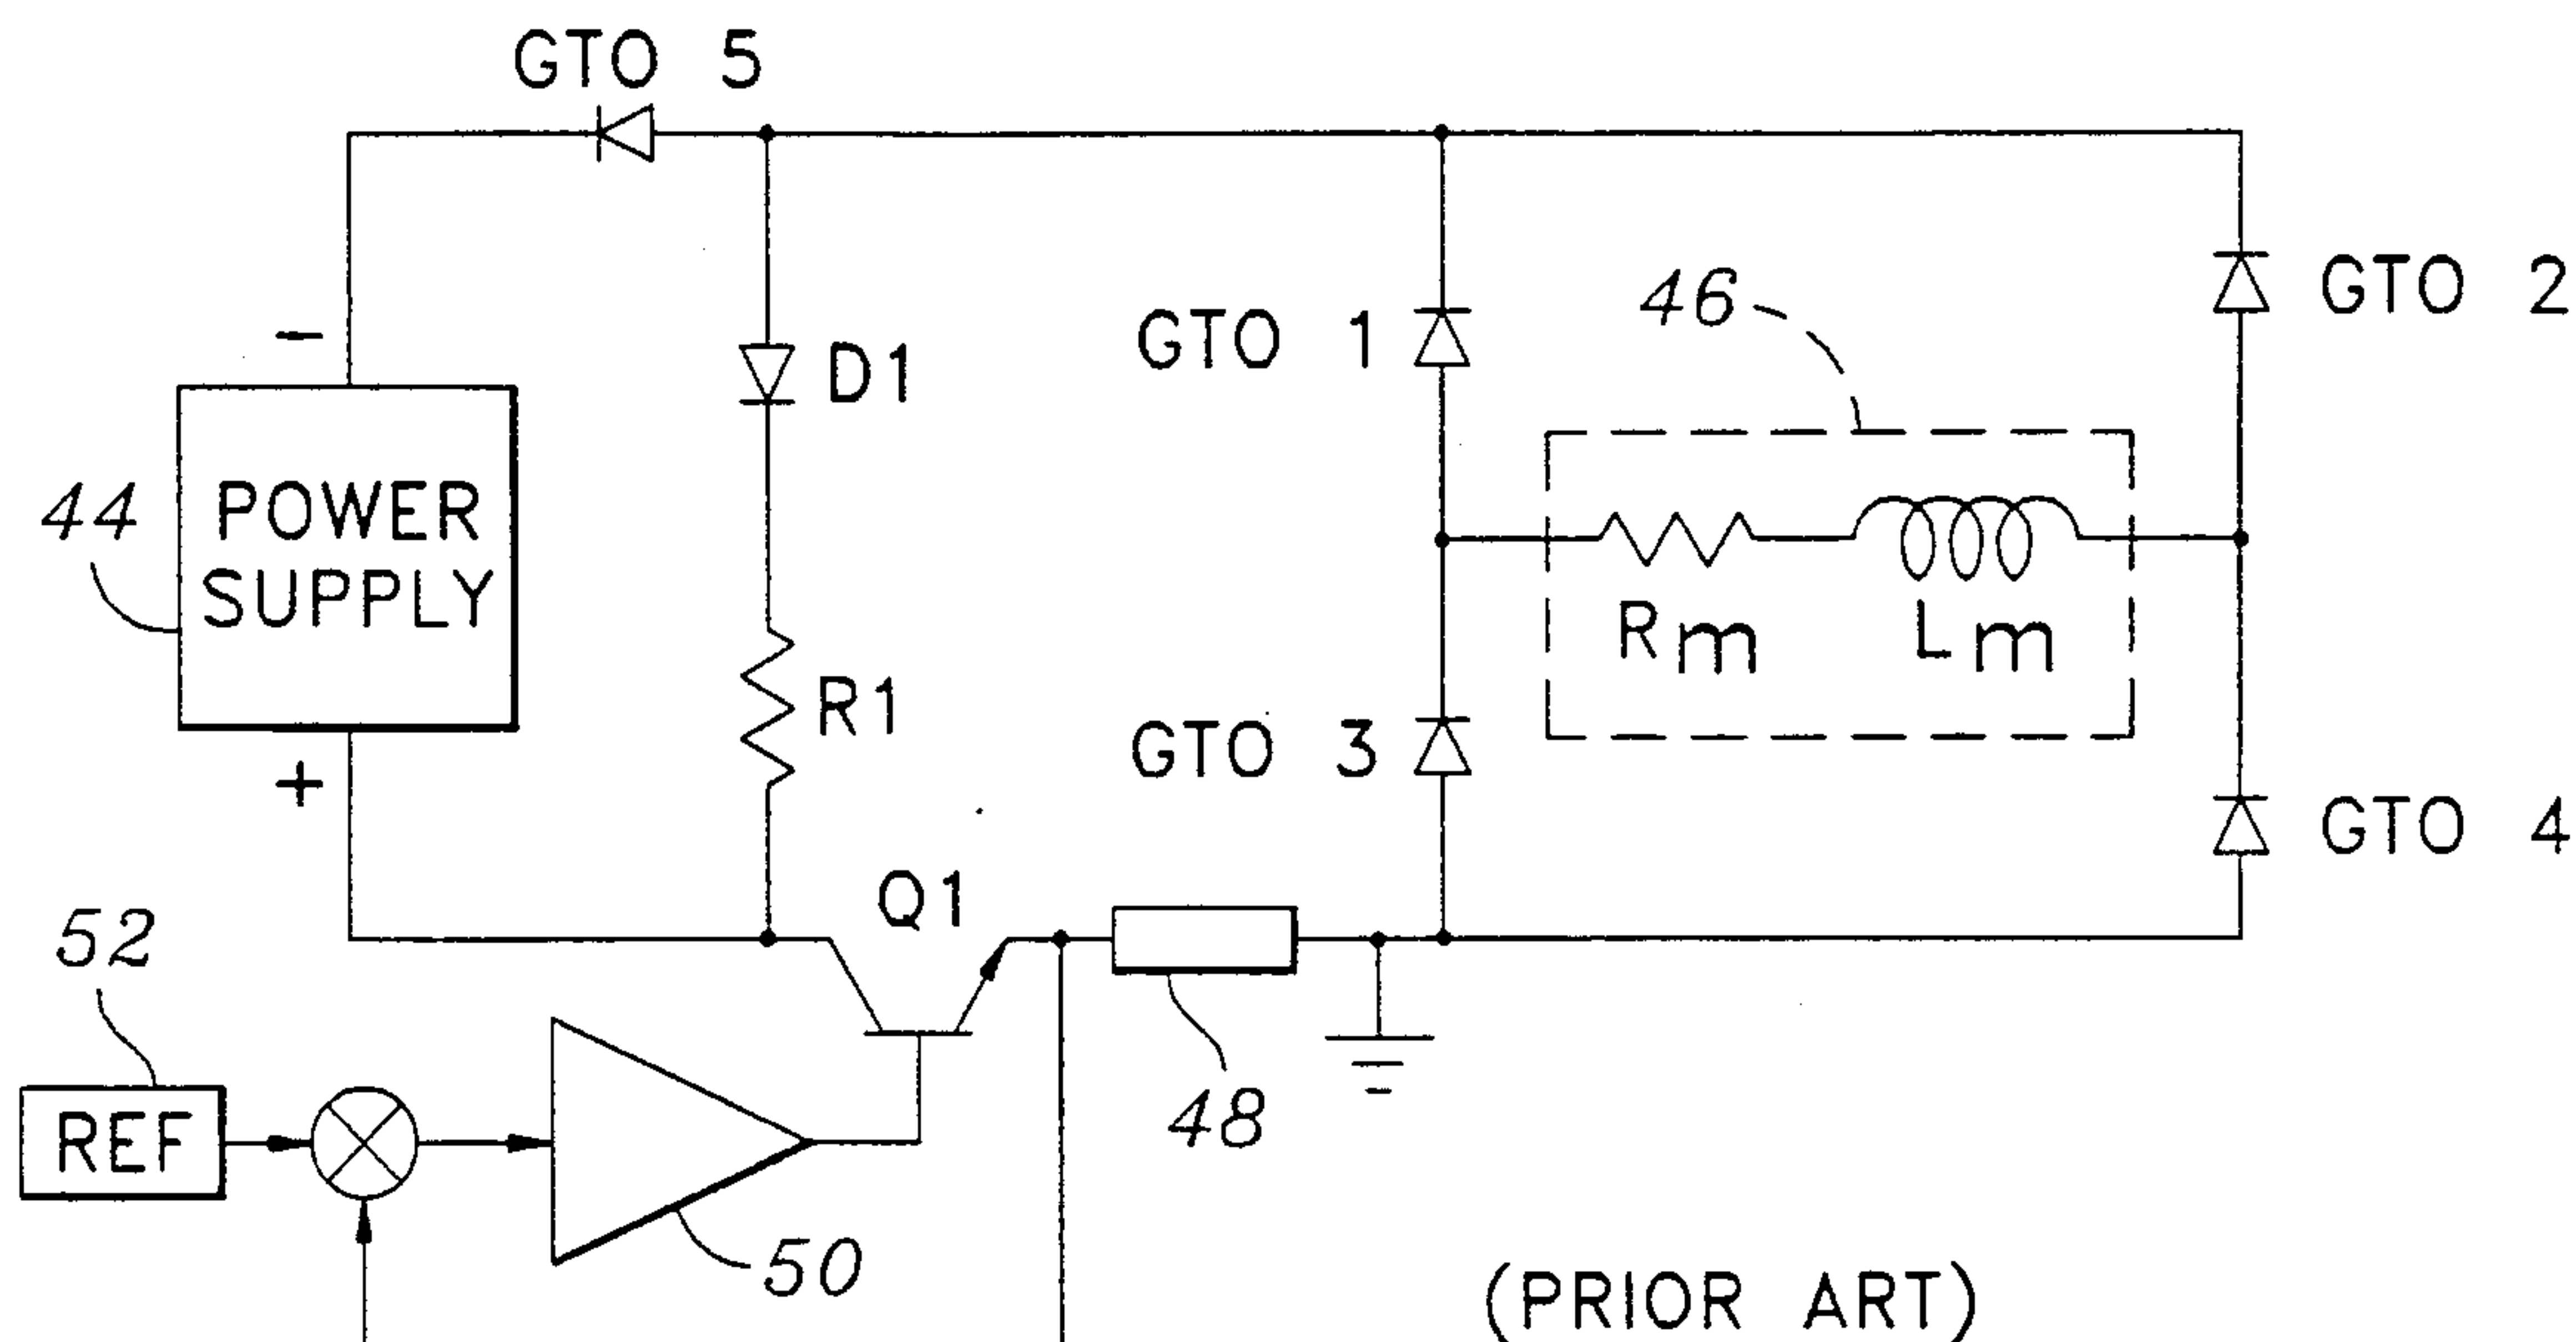 GTO 5
−
46
GTO 2
GTO 1
D1
44
POWER
SUPPLY
Rm
Lm
R1
GTO 3
+
GTO 4
Q1
52
48
REF
50
(PRIOR ART)